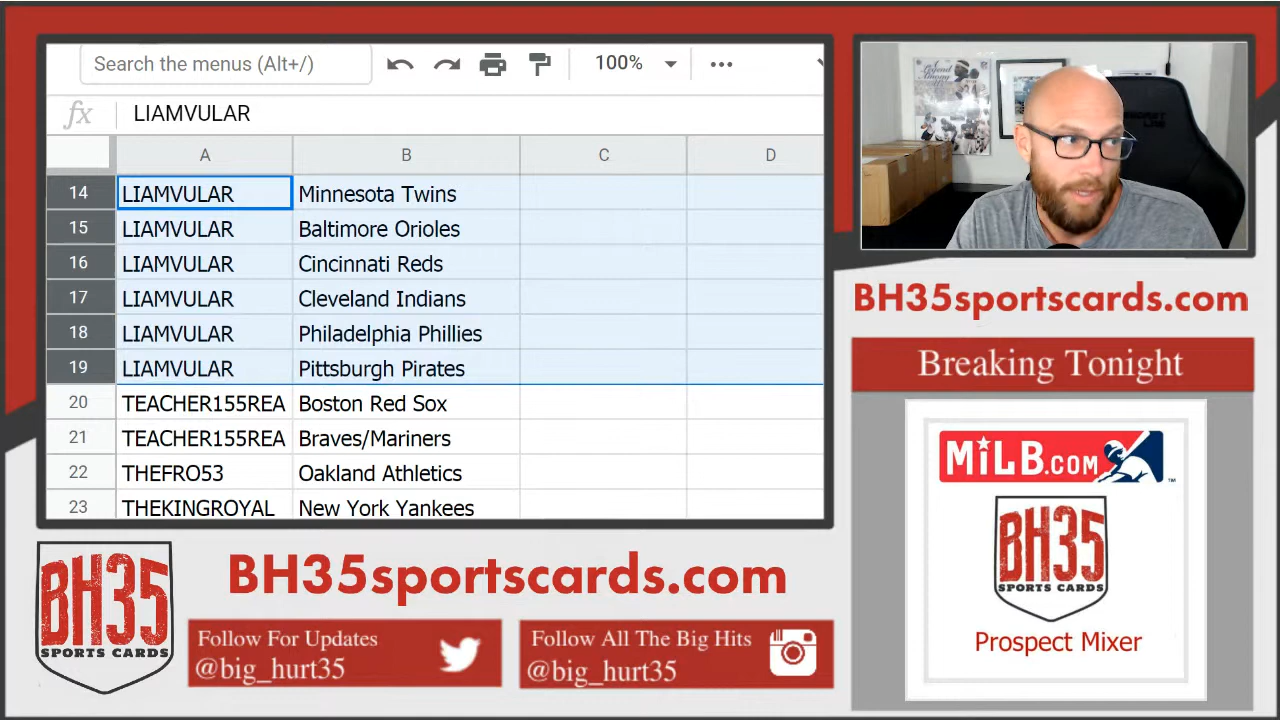 Search the menus (Alt+/)
100%
fx
LIAMVULAR
A B C D
14 LIAMVULAR Minnesota Twins
15 LIAMVULAR Baltimore Orioles
16 LIAMVULAR Cincinnati Reds
17 LIAMVULAR Cleveland Indians
18 LIAMVULAR Philadelphia Phillies
19 LIAMVULAR Pittsburgh Pirates
20 TEACHER155REA Boston Red Sox
21 TEACHER155REA Braves/Mariners
22 THEFRO53 Oakland Athletics
23 THEKINGROYAL New York Yankees
BH35sportscards.com
Breaking Tonight
MiLB.COM
TM
BH35
SPORTS CARDS
Prospect Mixer
BH35
SPORTS CARDS
BH35sportscards.com
Follow For Updates
@big_hurt35
Follow All The Big Hits
@big_hurt35